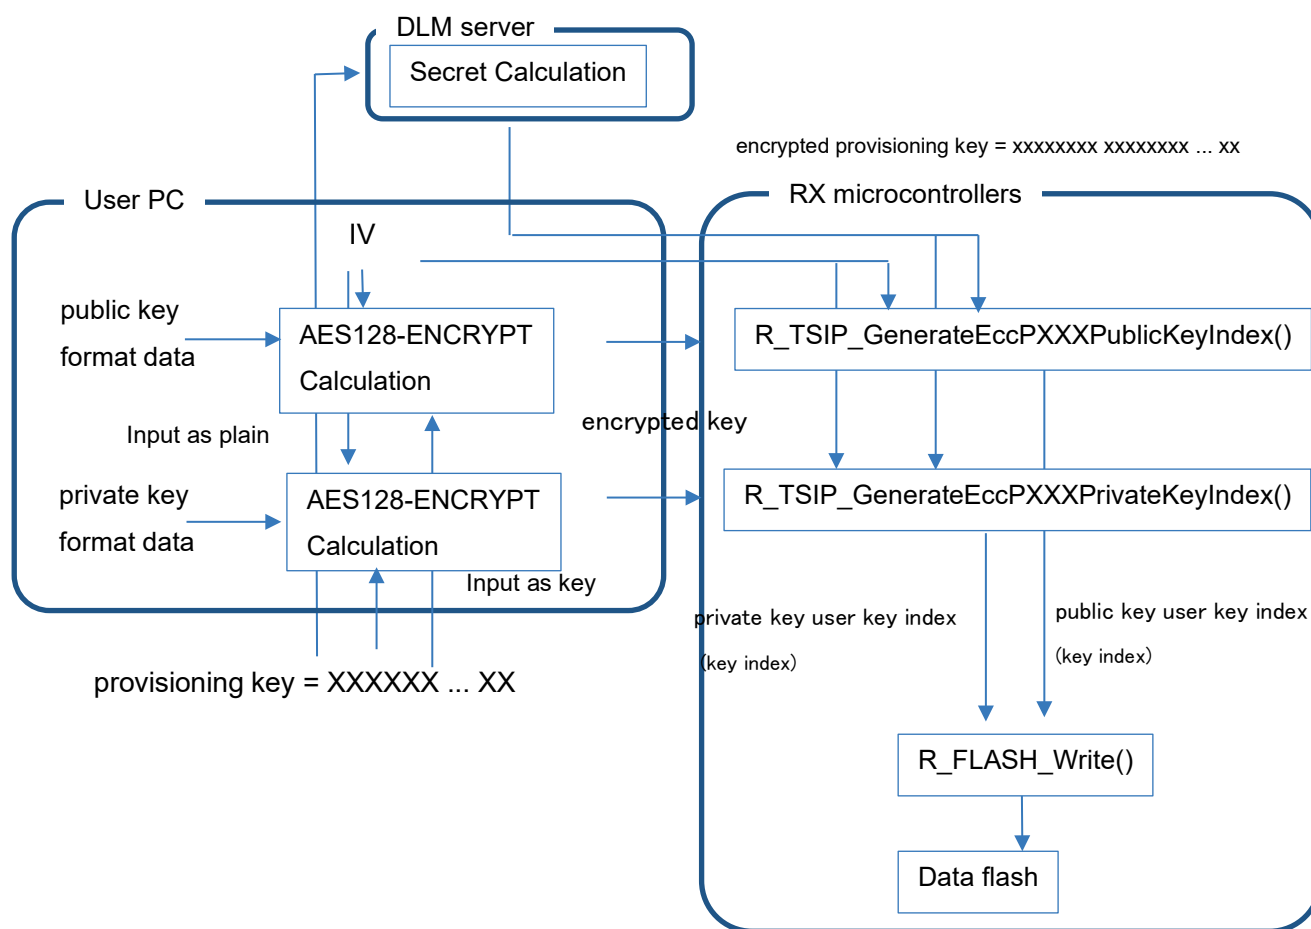 DLM server
Secret Calculation
encrypted provisioning key = xxxxxxxx xxxxxxxx ... xx
User PC
RX microcontrollers
IV
public key
format data
AES128-ENCRYPT
Calculation
R_TSIP_GenerateEccPXXXPublicKeyIndex()
Input as plain
encrypted key
private key
format data
AES128-ENCRYPT
Calculation
R_TSIP_GenerateEccPXXXPrivateKeyIndex()
Input as key
private key user key index
(key index)
public key user key index
(key index)
provisioning key = XXXXXX ... XX
R_FLASH_Write()
Data flash